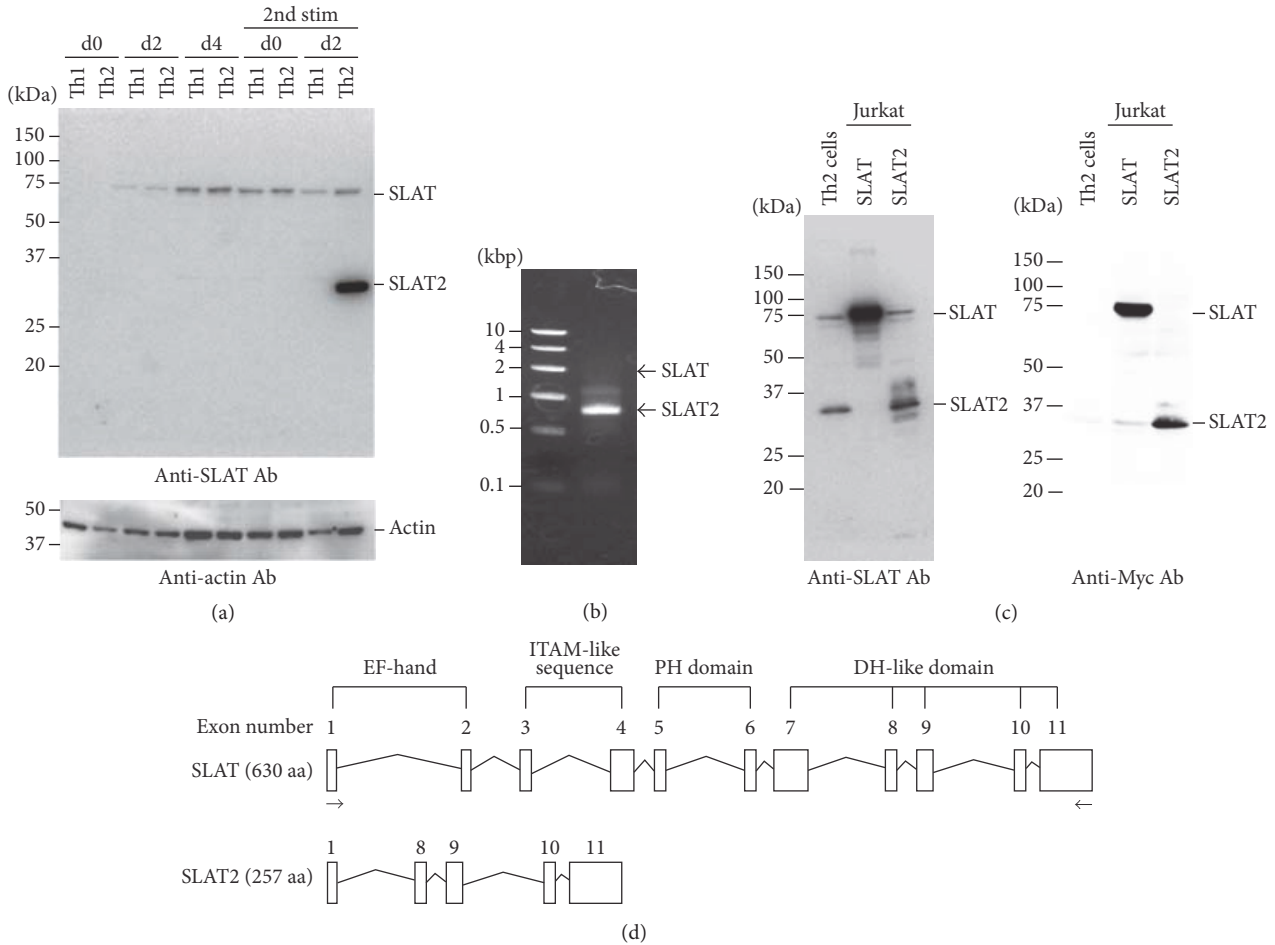 2nd stim
d0 d2 d4 d0 d2
Th1 Th2 Th1 Th2 Th1 Th2 Th1 Th2 Th1 Th2
(kDa)
150
100
75
50
37
25
20
SLAT
SLAT2
Anti-SLAT Ab
50
37
Actin
Anti-actin Ab
(a)
(kbp)
10
4
2
1
0.5
0.1
SLAT
SLAT2
(b)
Jurkat
Th2 cells SLAT SLAT2
(kDa)
150
100
75
50
37
25
20
SLAT
SLAT2
Anti-SLAT Ab
Jurkat
Th2 cells SLAT SLAT2
(kDa)
150
100
75
50
37
25
20
SLAT
SLAT2
Anti-Myc Ab
(c)
EF-hand ITAM-like sequence PH domain DH-like domain
Exon number 1 2 3 4 5 6 7 8 9 10 11
SLAT (630 aa)
1 8 9 10 11
SLAT2 (257 aa)
(d)